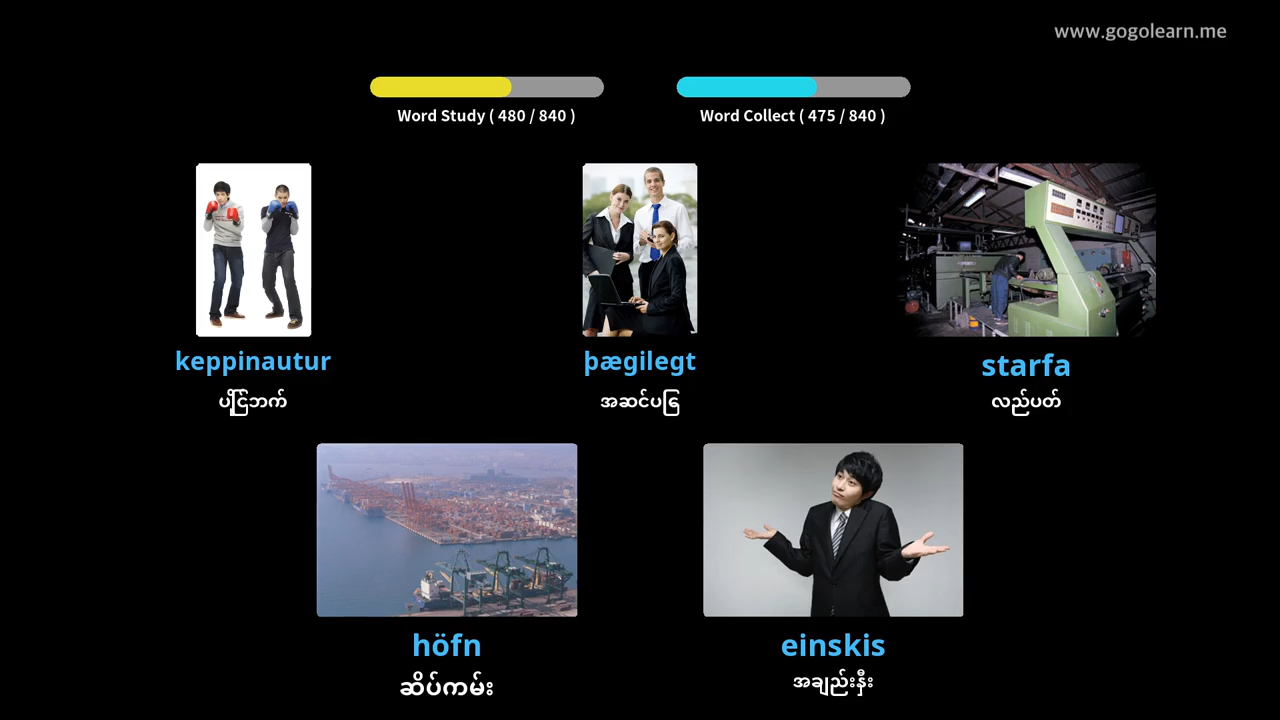 www.gogolearn.me
Word Study ( 480 / 840 )
Word Collect ( 475 / 840 )
keppinautur
ပြိုင်ဘက်
þægilegt
အဆင်ပြေ
starfa
လည်ပတ်
höfn
ဆိပ်ကမ်း
einskis
အချည်းနှီး